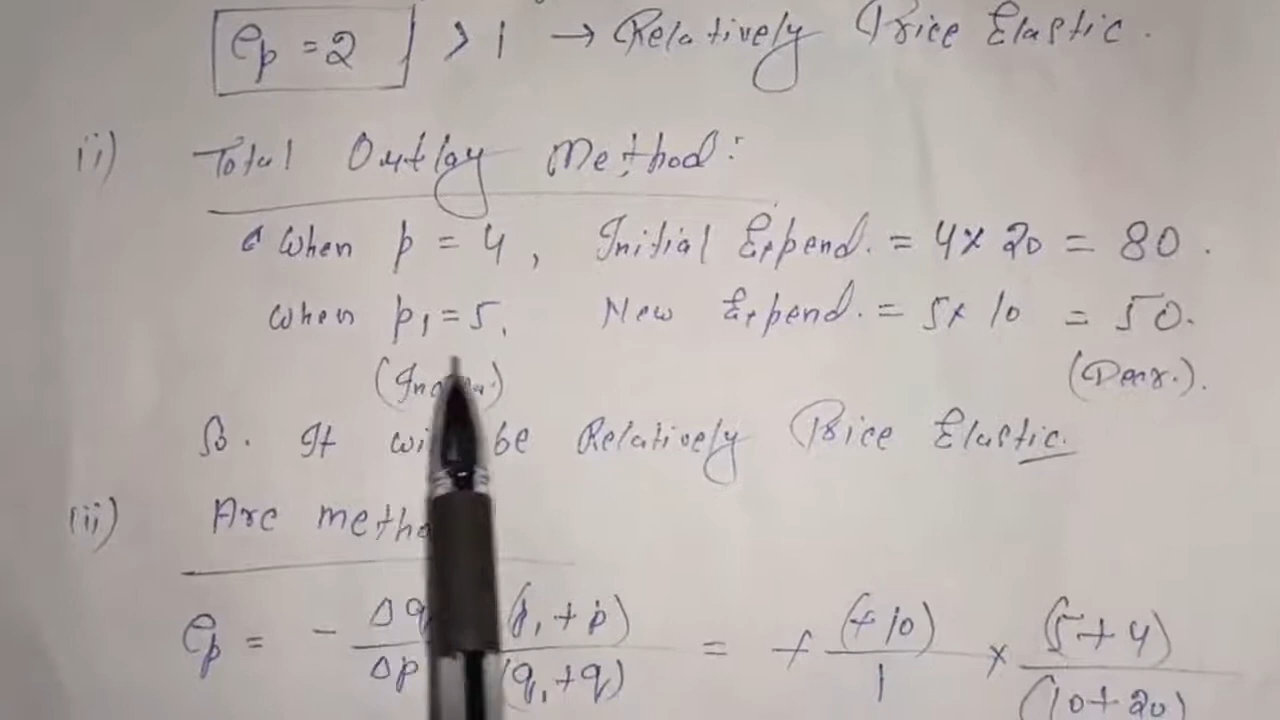 ep = 2 > 1 → Relatively Price Elastic.
ii) Total Outlay Method:
When p = 4, Initial Expend. = 4 × 20 = 80.
When p1 = 5, New Expend. = 5 × 10 = 50.
(Decr.).
So. It will be Relatively Price Elastic.
Arc metho
ep = - Δq/Δp (p1 + p)/(q1 + q) = + (+10)/1 × (5 + 4)/(10 + 20)